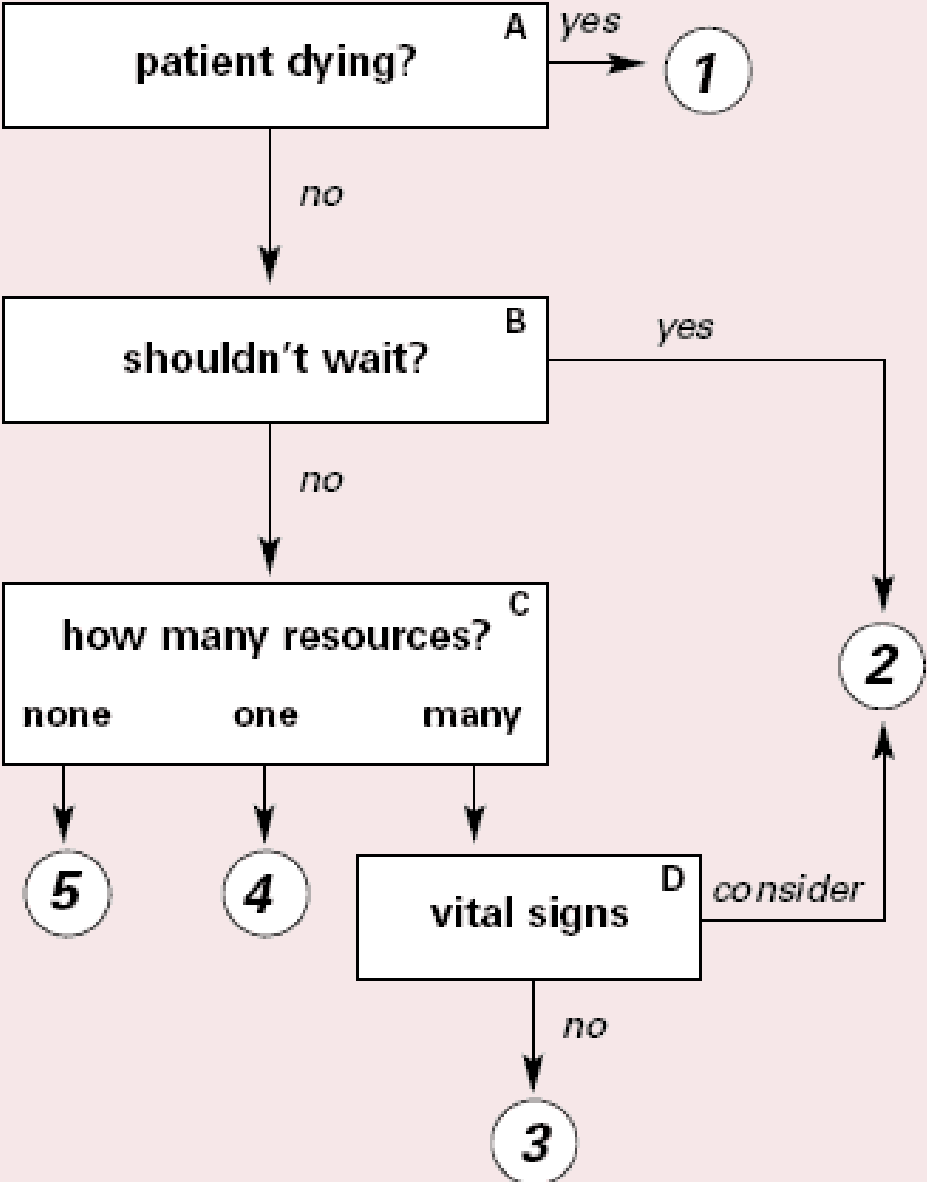 A
patient dying?
yes
1
no
B
shouldn't wait?
yes
no
C
how many resources?
none one many
2
5
4
D
vital signs
consider
no
3